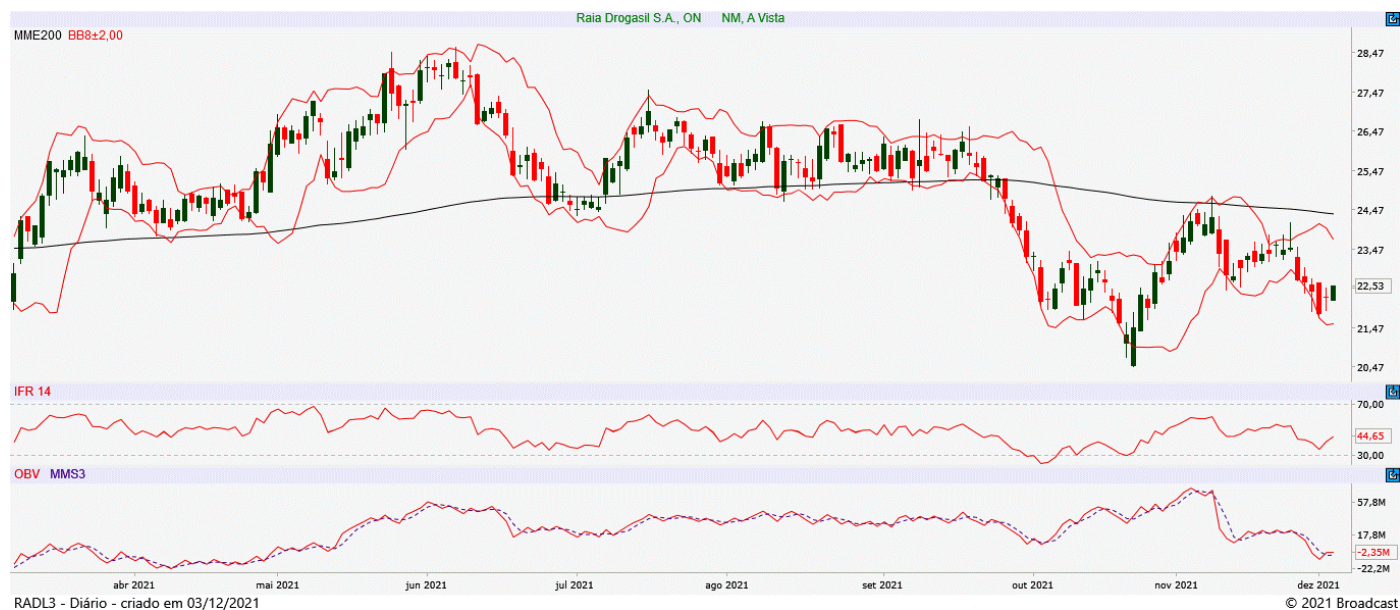 Raia Drogasil S.A., ON NM, A Vista
MME200 BB8±2,00
28,47
27,47
26,47
25,47
24,47
23,47
22,53
21,47
20,47
IFR 14
70,00
44,65
30,00
OBV MMS3
57,8M
17,8M
-2,35M
-22,2M
abr 2021 mai 2021 jun 2021 jul 2021 ago 2021 set 2021 out 2021 nov 2021 dez 2021
RADL3 - Diário - criado em 03/12/2021 © 2021 Broadcast